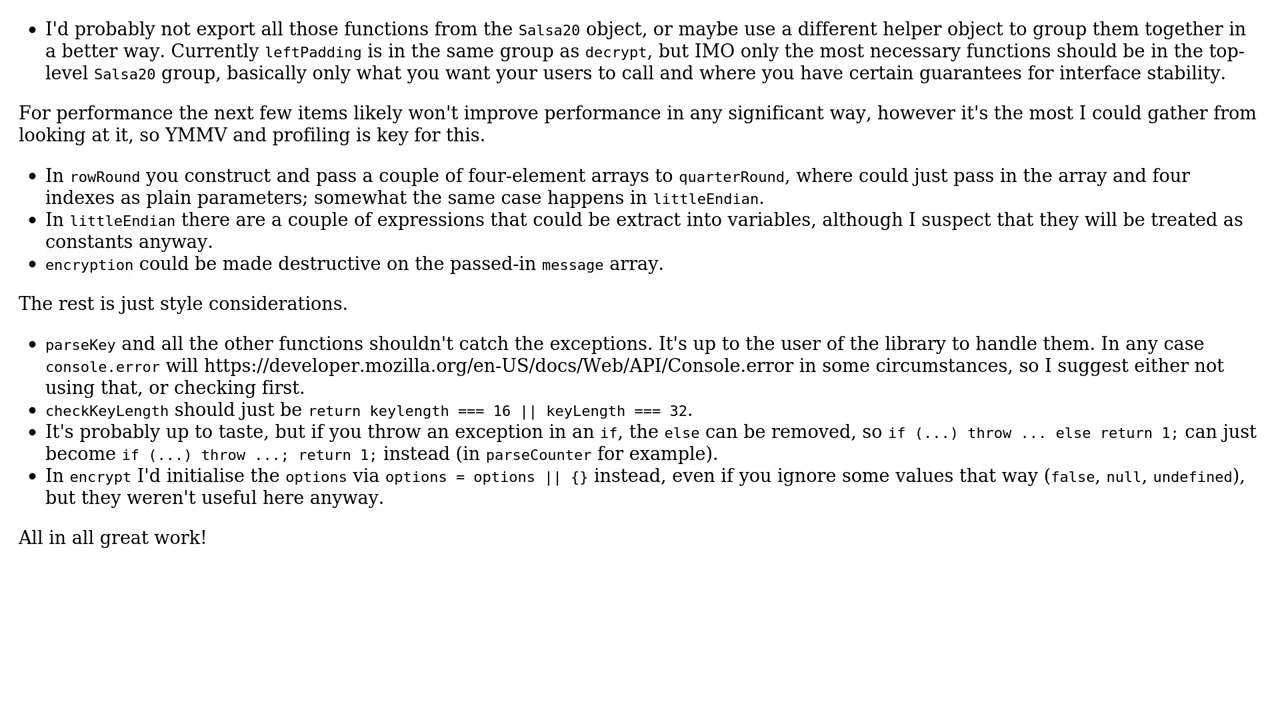 • I'd probably not export all those functions from the Salsa20 object, or maybe use a different helper object to group them together in
a better way. Currently leftPadding is in the same group as decrypt, but IMO only the most necessary functions should be in the top-
level Salsa20 group, basically only what you want your users to call and where you have certain guarantees for interface stability.
For performance the next few items likely won't improve performance in any significant way, however it's the most I could gather from
looking at it, so YMMV and profiling is key for this.
• In rowRound you construct and pass a couple of four-element arrays to quarterRound, where could just pass in the array and four
indexes as plain parameters; somewhat the same case happens in littleEndian.
• In littleEndian there are a couple of expressions that could be extract into variables, although I suspect that they will be treated as
constants anyway.
• encryption could be made destructive on the passed-in message array.
The rest is just style considerations.
• parseKey and all the other functions shouldn't catch the exceptions. It's up to the user of the library to handle them. In any case
console.error will https://developer.mozilla.org/en-US/docs/Web/API/Console.error in some circumstances, so I suggest either not
using that, or checking first.
• checkKeyLength should just be return keylength === 16 || keyLength === 32.
• It's probably up to taste, but if you throw an exception in an if, the else can be removed, so if (...) throw ... else return 1; can just
become if (...) throw ...; return 1; instead (in parseCounter for example).
• In encrypt I'd initialise the options via options = options || {} instead, even if you ignore some values that way (false, null, undefined),
but they weren't useful here anyway.
All in all great work!